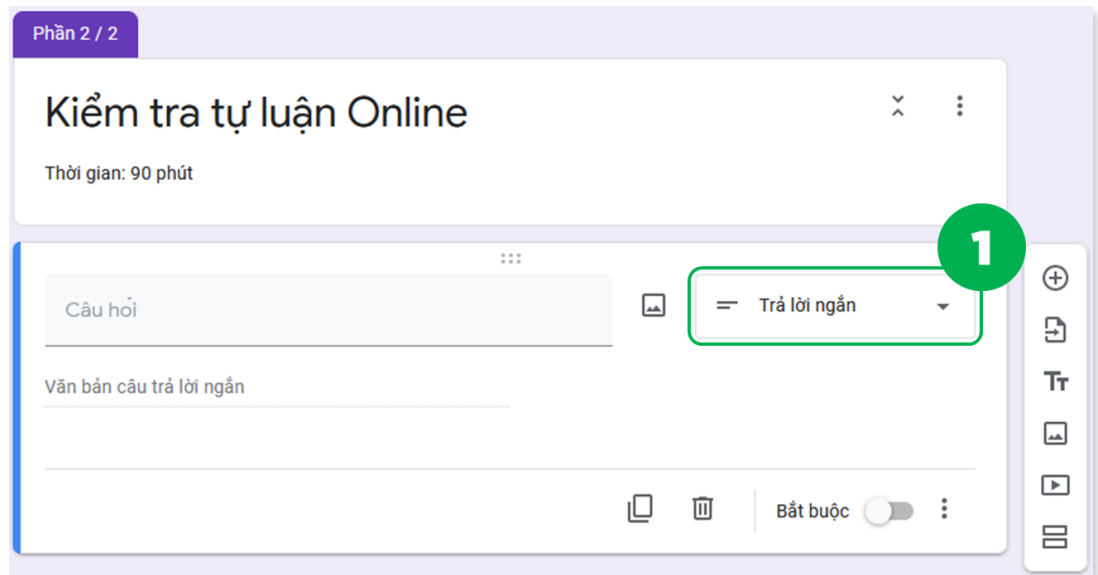 Phần 2 / 2
Kiểm tra tự luận Online
Thời gian: 90 phút
1
Câu hỏi
Trả lời ngắn
Văn bản câu trả lời ngắn
Bắt buộc
Tт